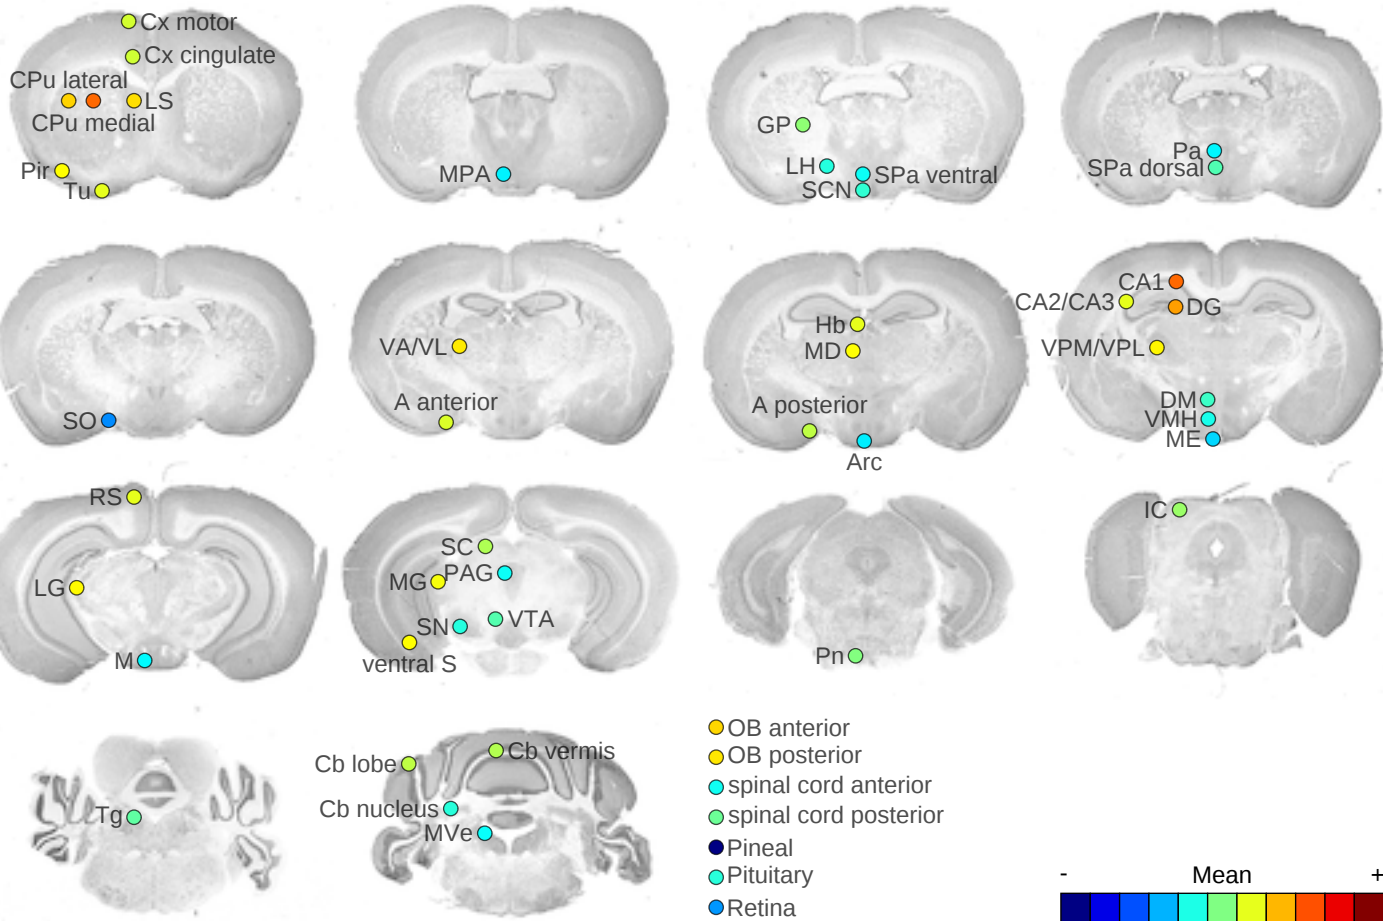 Cx motor
Cx cingulate
CPu lateral
LS
CPu medial
Pir
Tu
MPA
GP
LH
SPa ventral
SCN
Pa
SPa dorsal
SO
VA/VL
A anterior
Hb
MD
A posterior
Arc
CA1
CA2/CA3
DG
VPM/VPL
DM
VMH
ME
RS
LG
M
SC
PAG
MG
SN
VTA
ventral S
Pn
IC
Tg
Cb vermis
Cb lobe
Cb nucleus
MVe
OB anterior
OB posterior
spinal cord anterior
spinal cord posterior
Pineal
Pituitary
Retina
- Mean +